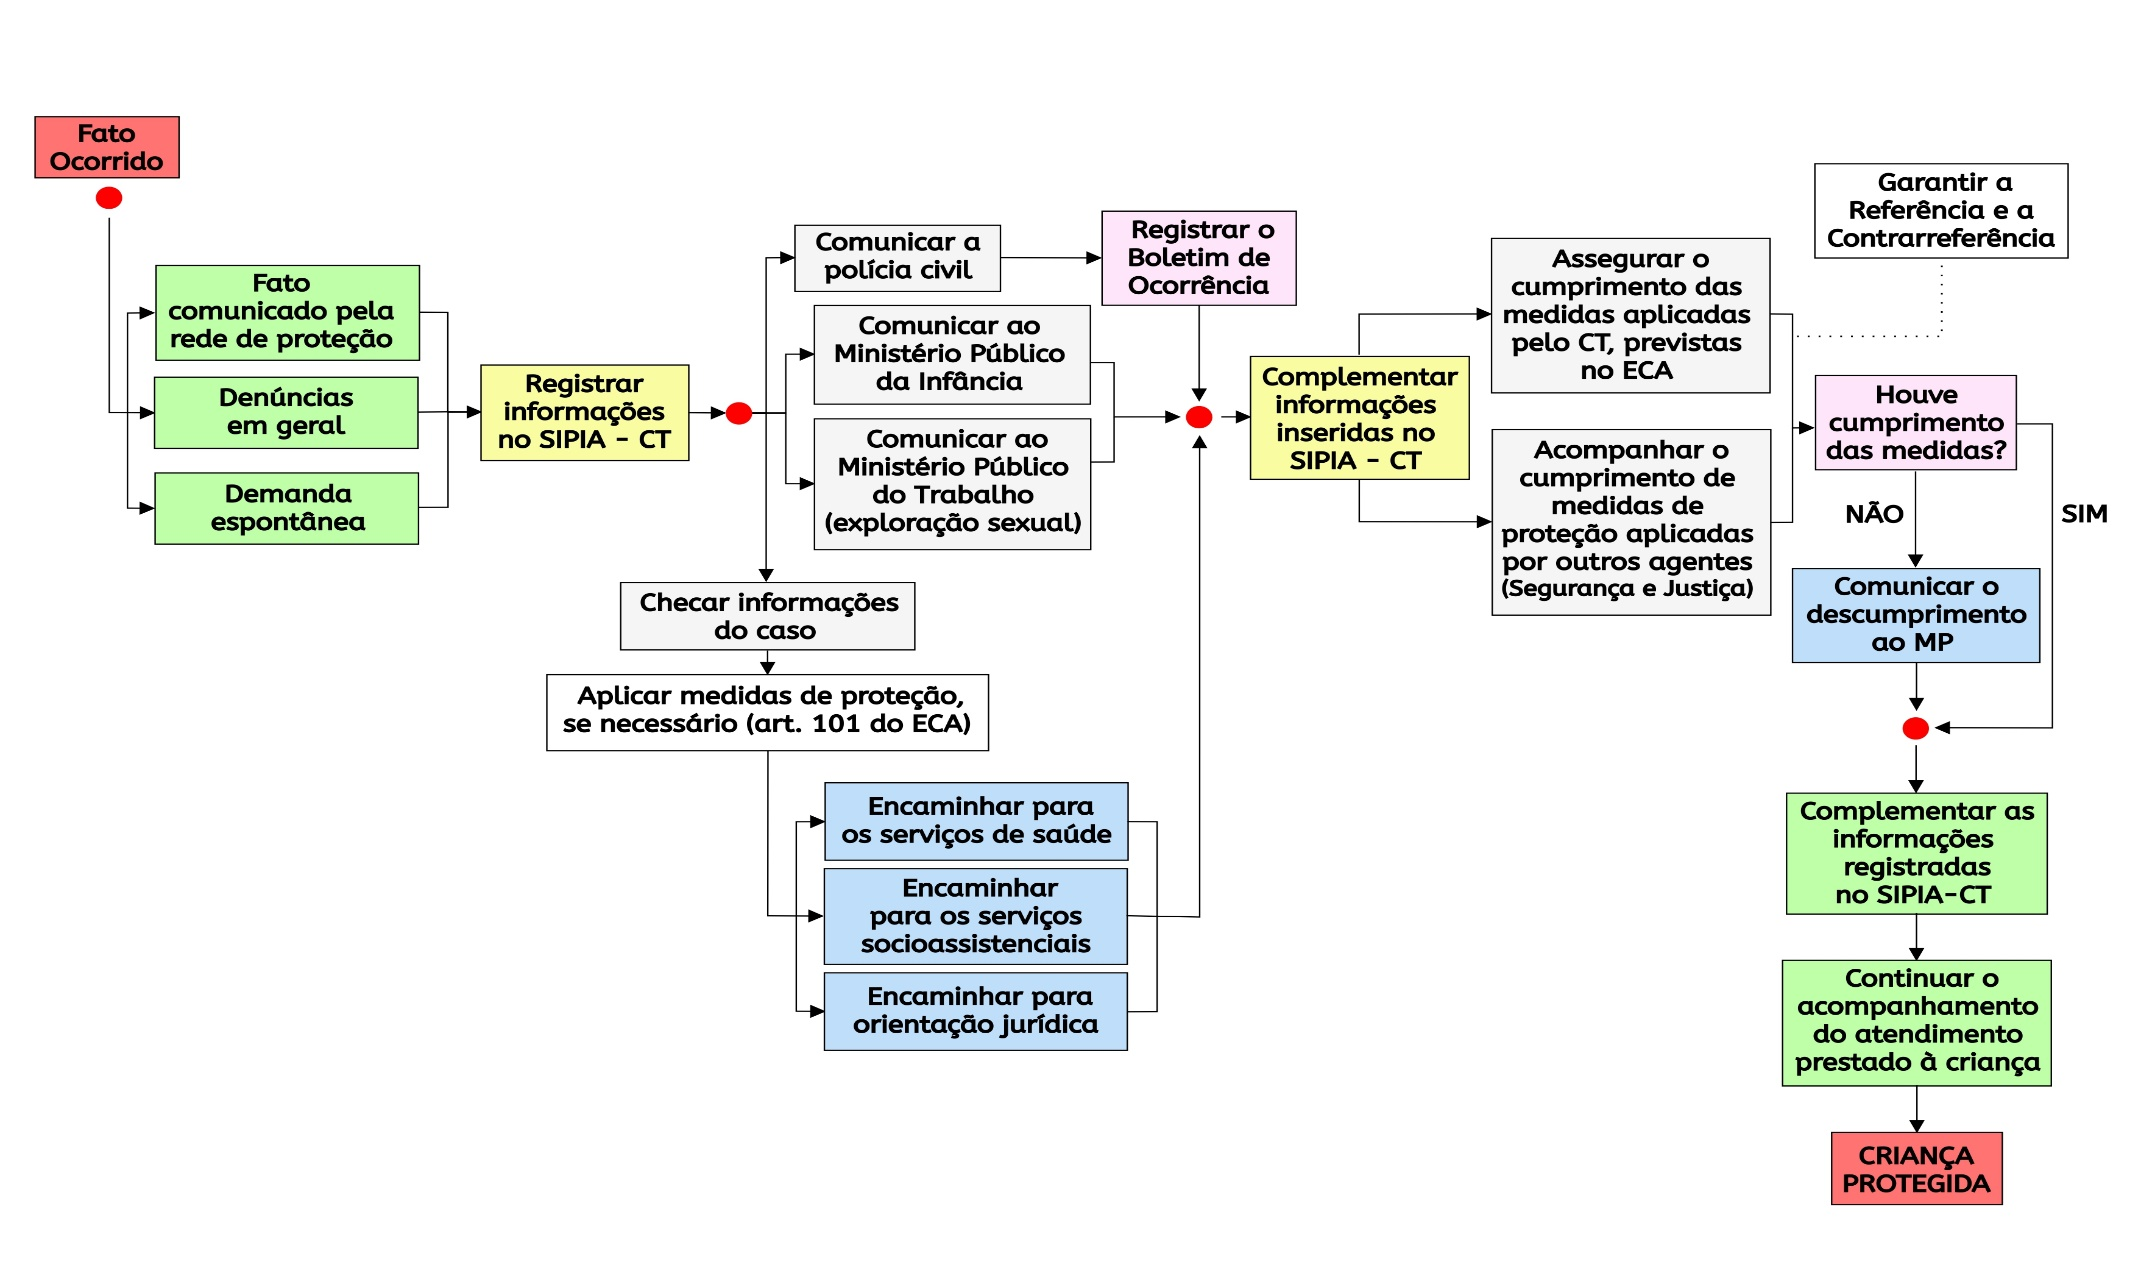 Fato
Ocorrido
Fato
comunicado pela
rede de proteção
Denúncias
em geral
Demanda
espontânea
Registrar
informações
no SIPIA - CT
Comunicar a
polícia civil
Registrar o
Boletim de
Ocorrência
Comunicar ao
Ministério Público
da Infância
Comunicar ao
Ministério Público
do Trabalho
(exploração sexual)
Checar informações
do caso
Aplicar medidas de proteção,
se necessário (art. 101 do ECA)
Encaminhar para
os serviços de saúde
Encaminhar
para os serviços
socioassistenciais
Encaminhar para
orientação jurídica
Complementar
informações
inseridas no
SIPIA - CT
Assegurar o
cumprimento das
medidas aplicadas
pelo CT, previstas
no ECA
Acompanhar o
cumprimento de
medidas de
proteção aplicadas
por outros agentes
(Segurança e Justiça)
Garantir a
Referência e a
Contrarreferência
Houve
cumprimento
das medidas?
NÃO
SIM
Comunicar o
descumprimento
ao MP
Complementar as
informações
registradas
no SIPIA-CT
Continuar o
acompanhamento
do atendimento
prestado à criança
CRIANÇA
PROTEGIDA